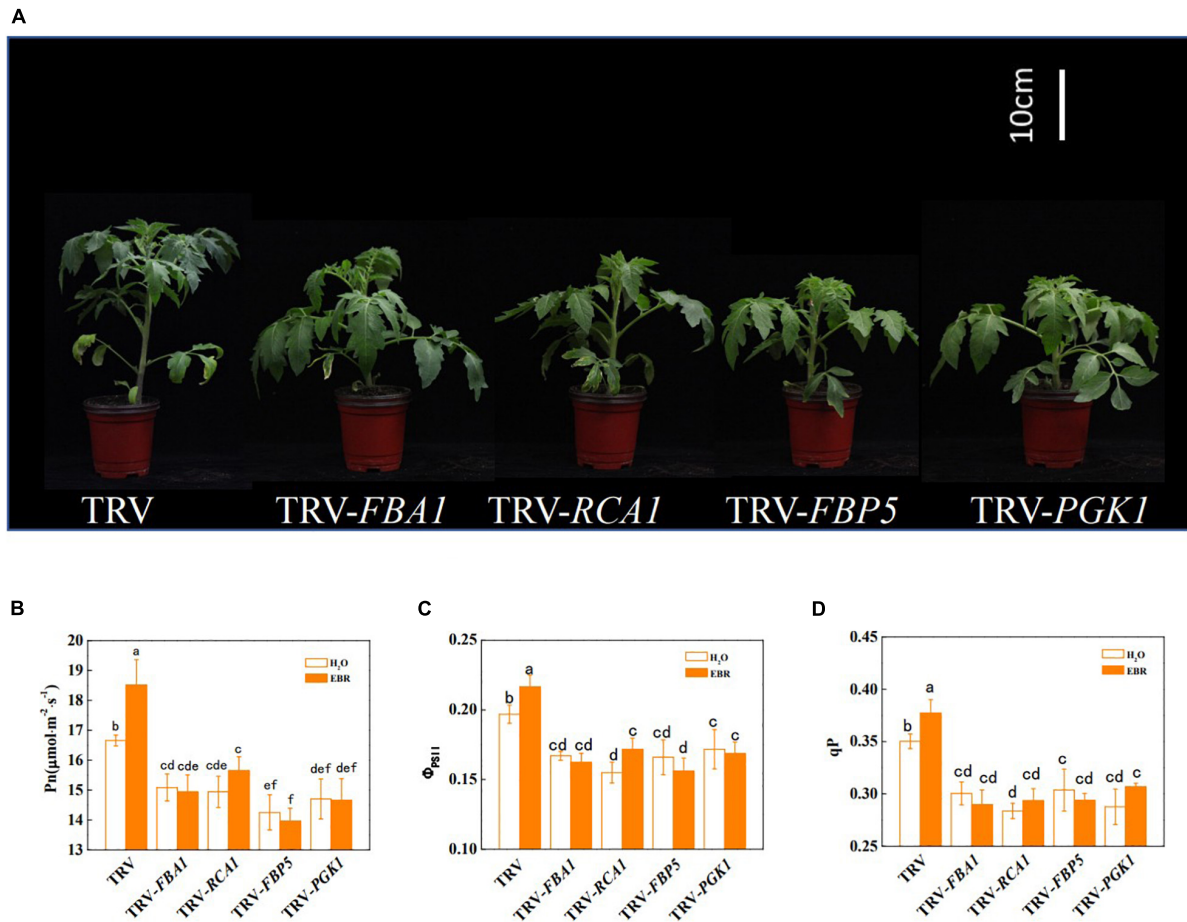 A
10cm
TRV TRV-FBA1 TRV-RCA1 TRV-FBP5 TRV-PGK1
B
Pn(μmol·m⁻²·s⁻¹)
20
19
18
17
16
15
14
13
H₂O
EBR
b a cd cde cde c ef f def def
TRV TRV-FBA1 TRV-RCA1 TRV-FBP5 TRV-PGK1
C
Φ_PSII
0.25
0.20
0.15
0.10
H₂O
EBR
b a cd cd d c cd d c c
TRV TRV-FBA1 TRV-RCA1 TRV-FBP5 TRV-PGK1
D
qP
0.45
0.40
0.35
0.30
0.25
H₂O
EBR
b a cd cd d cd c cd cd c
TRV TRV-FBA1 TRV-RCA1 TRV-FBP5 TRV-PGK1